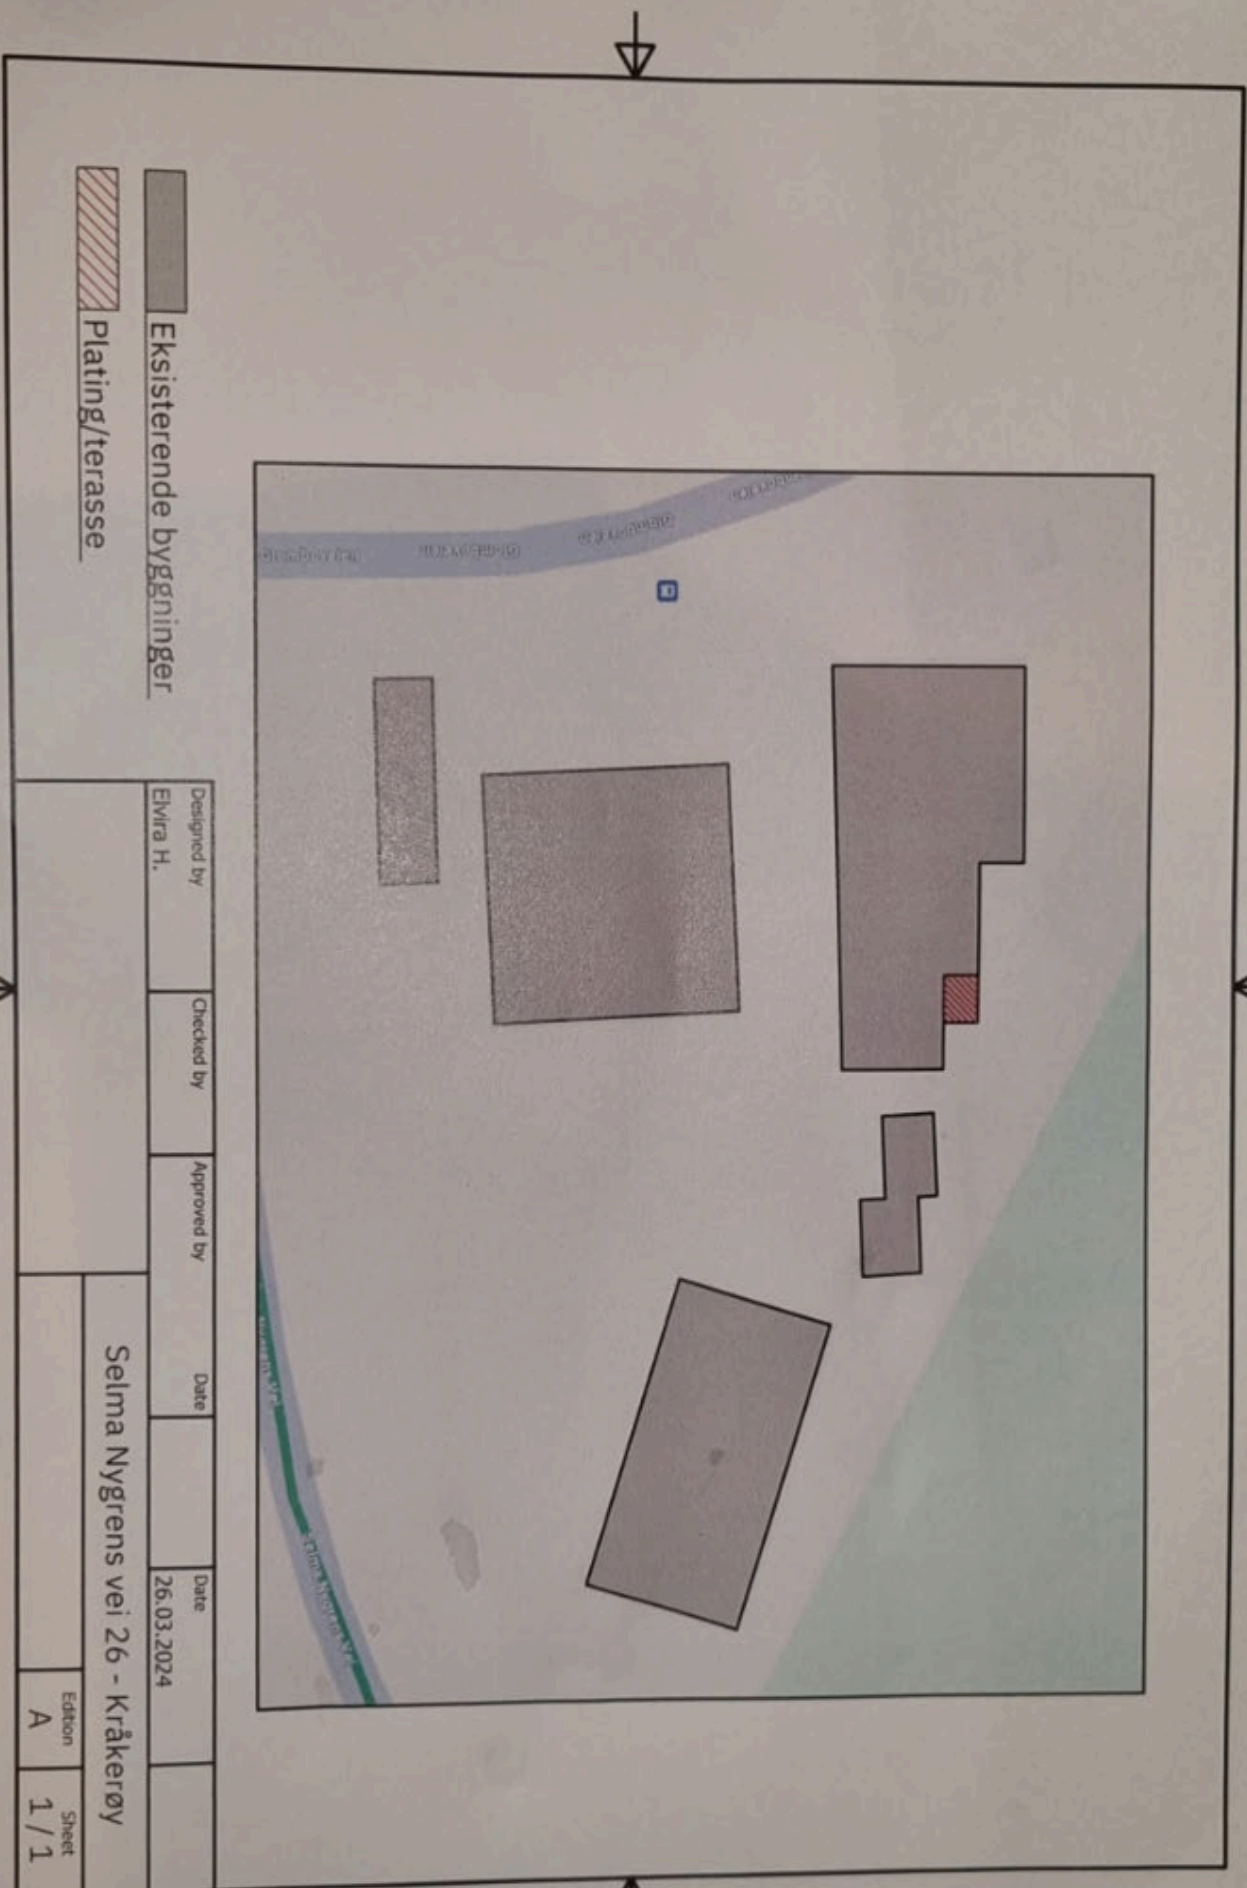 Eksisterende byggninger
Plating/terasse
Designed by
Elvira H.
Checked by
Approved by
Date
Date
26.03.2024
Selma Nygrens vei 26 - Kråkerøy
Edition
A
Sheet
1 / 1